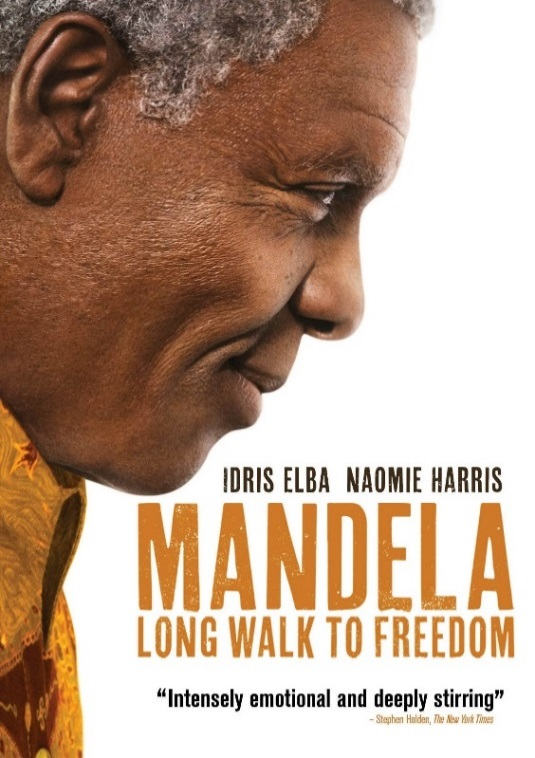 IDRIS ELBA NAOMIE HARRIS
MANDELA
LONG WALK TO FREEDOM
“Intensely emotional and deeply stirring”
– Stephen Holden, The New York Times